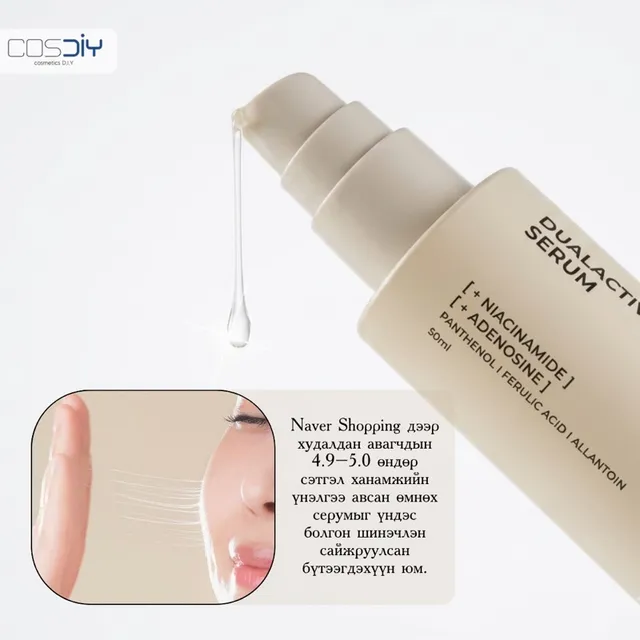 COSDIY
cosmetics D.I.Y.
DUALACTIV
SERUM
[+ NIACINAMIDE]
[+ ADENOSINE]
PANTHENOL I FERULIC ACID I ALLANTOIN
50ml
Naver Shopping дээр
худалдан авагчдын
4.9–5.0 өндөр
сэтгэл ханамжийн
үнэлгээ авсан өмнөх
серумыг үндэс
болгон шинэчлэн
сайжруулсан
бүтээгдэхүүн юм.